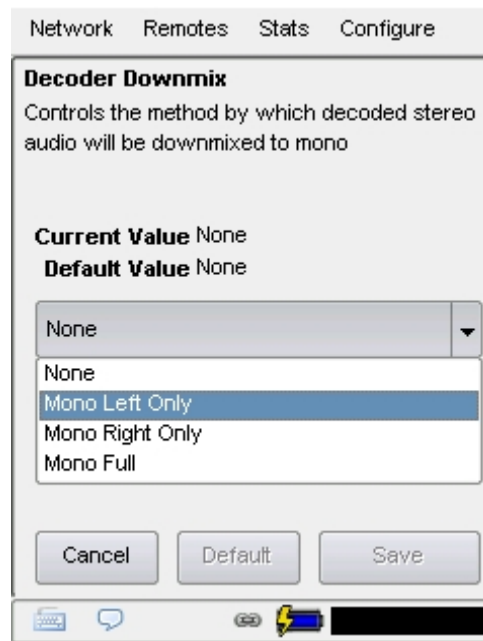 Network Remotes Stats Configure
Decoder Downmix
Controls the method by which decoded stereo
audio will be downmixed to mono
Current Value None
Default Value None
None
None
Mono Left Only
Mono Right Only
Mono Full
Cancel Default Save